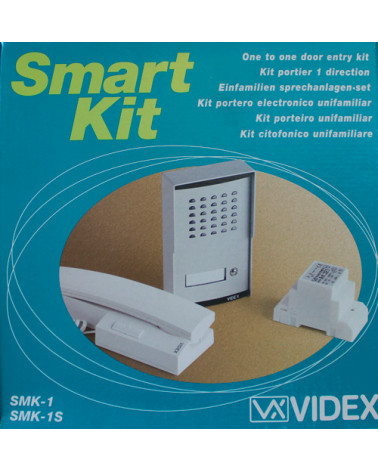 Smart
Kit
One to one door entry kit
Kit portier 1 direction
Einfamilien sprechanlagen-set
Kit portero electronico unifamiliar
Kit porteiro unifamiliar
Kit citofonico unifamiliare
SMK-1
SMK-1S
VIDEX